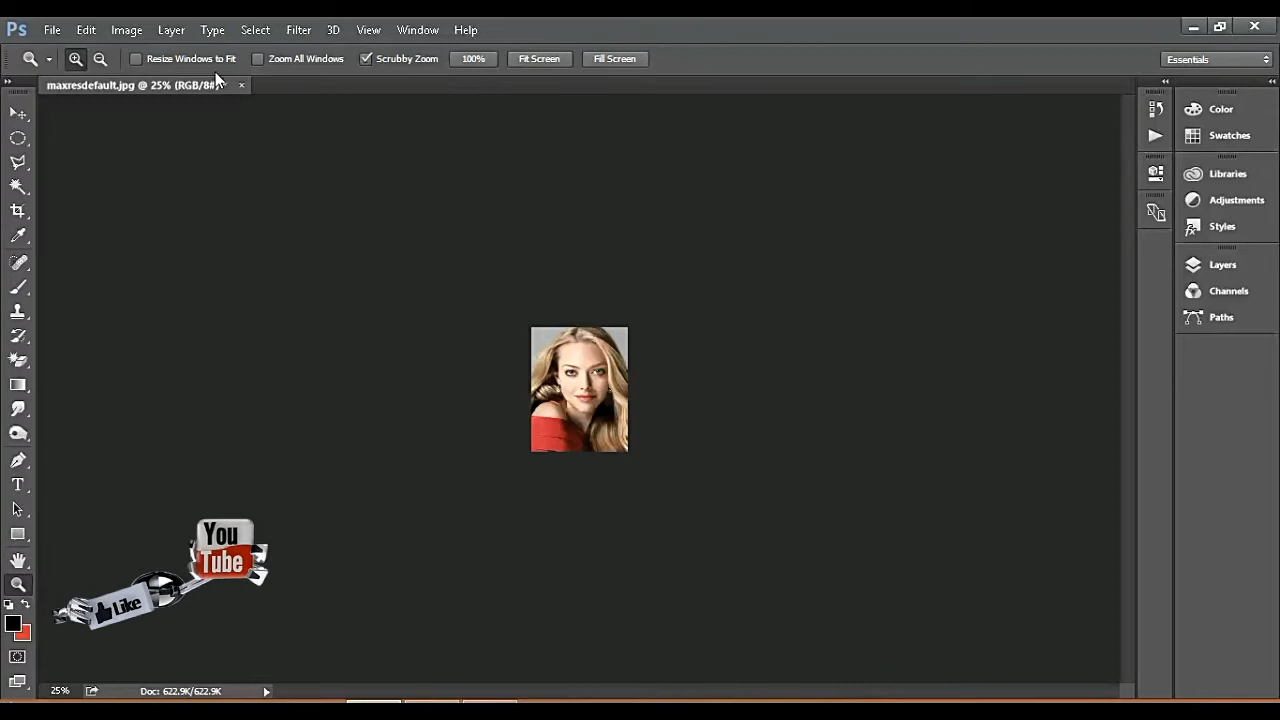 Ps File Edit Image Layer Type Select Filter 3D View Window Help
Resize Windows to Fit Zoom All Windows Scrubby Zoom 100% Fit Screen Fill Screen Essentials
maxresdefault.jpg @ 25% (RGB/8#) ×
Color
Swatches
Libraries
Adjustments
Styles
Layers
Channels
Paths
You
Tube
Like
25% Doc: 622.9K/622.9K